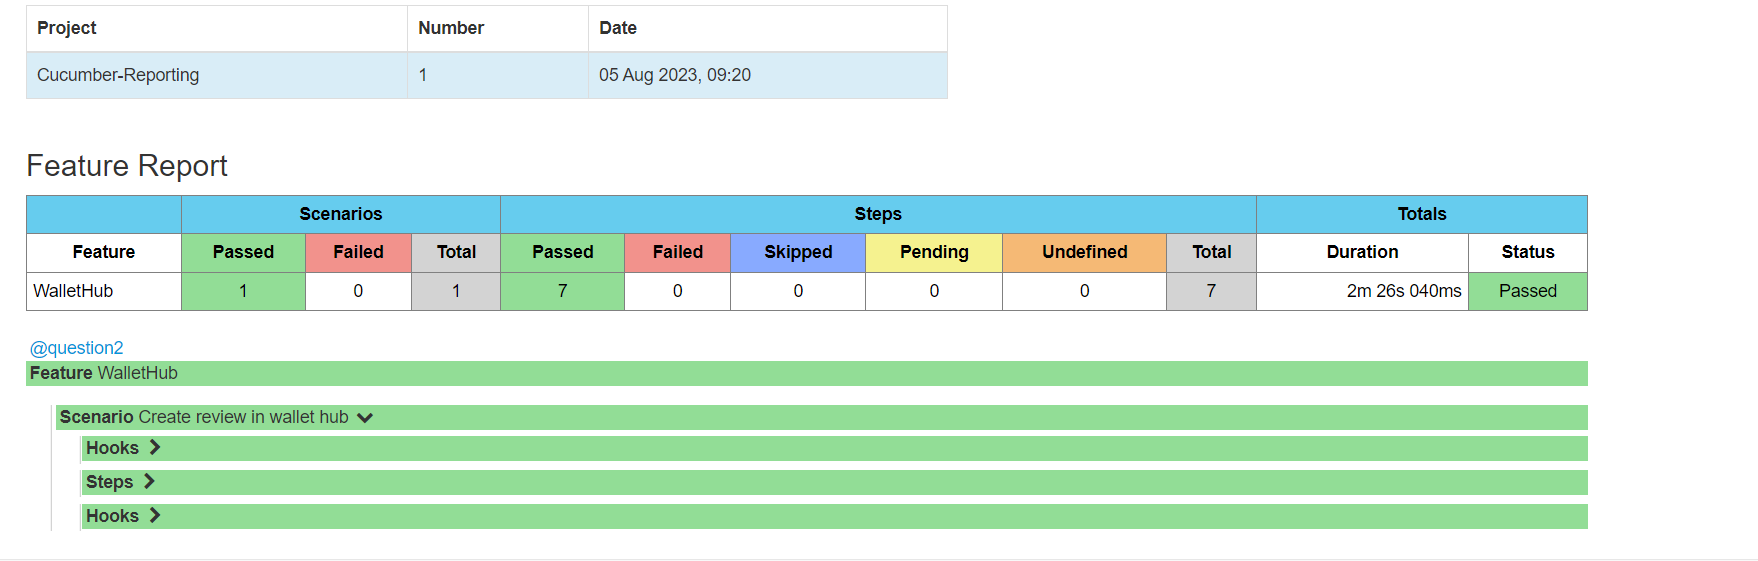 Project Number Date
Cucumber-Reporting 1 05 Aug 2023, 09:20
Feature Report
Scenarios Steps Totals
Feature Passed Failed Total Passed Failed Skipped Pending Undefined Total Duration Status
WalletHub 1 0 1 7 0 0 0 0 7 2m 26s 040ms Passed
@question2
Feature WalletHub
Scenario Create review in wallet hub
Hooks
Steps
Hooks